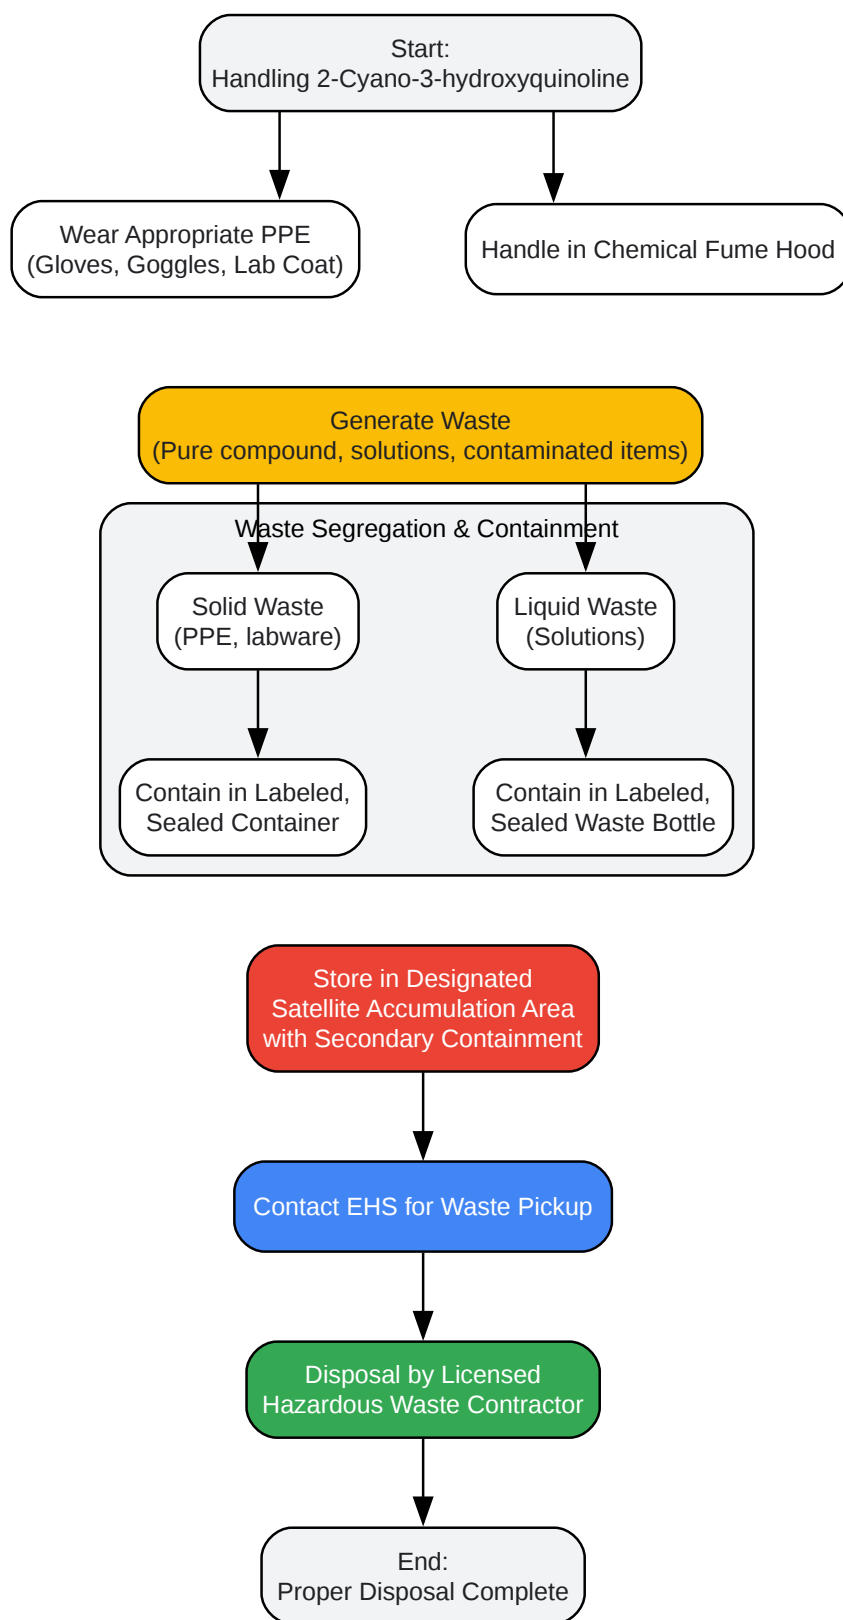 Start:
Handling 2-Cyano-3-hydroxyquinoline
Wear Appropriate PPE
(Gloves, Goggles, Lab Coat)
Handle in Chemical Fume Hood
Generate Waste
(Pure compound, solutions, contaminated items)
Waste Segregation & Containment
Solid Waste
(PPE, labware)
Liquid Waste
(Solutions)
Contain in Labeled,
Sealed Container
Contain in Labeled,
Sealed Waste Bottle
Store in Designated
Satellite Accumulation Area
with Secondary Containment
Contact EHS for Waste Pickup
Disposal by Licensed
Hazardous Waste Contractor
End:
Proper Disposal Complete